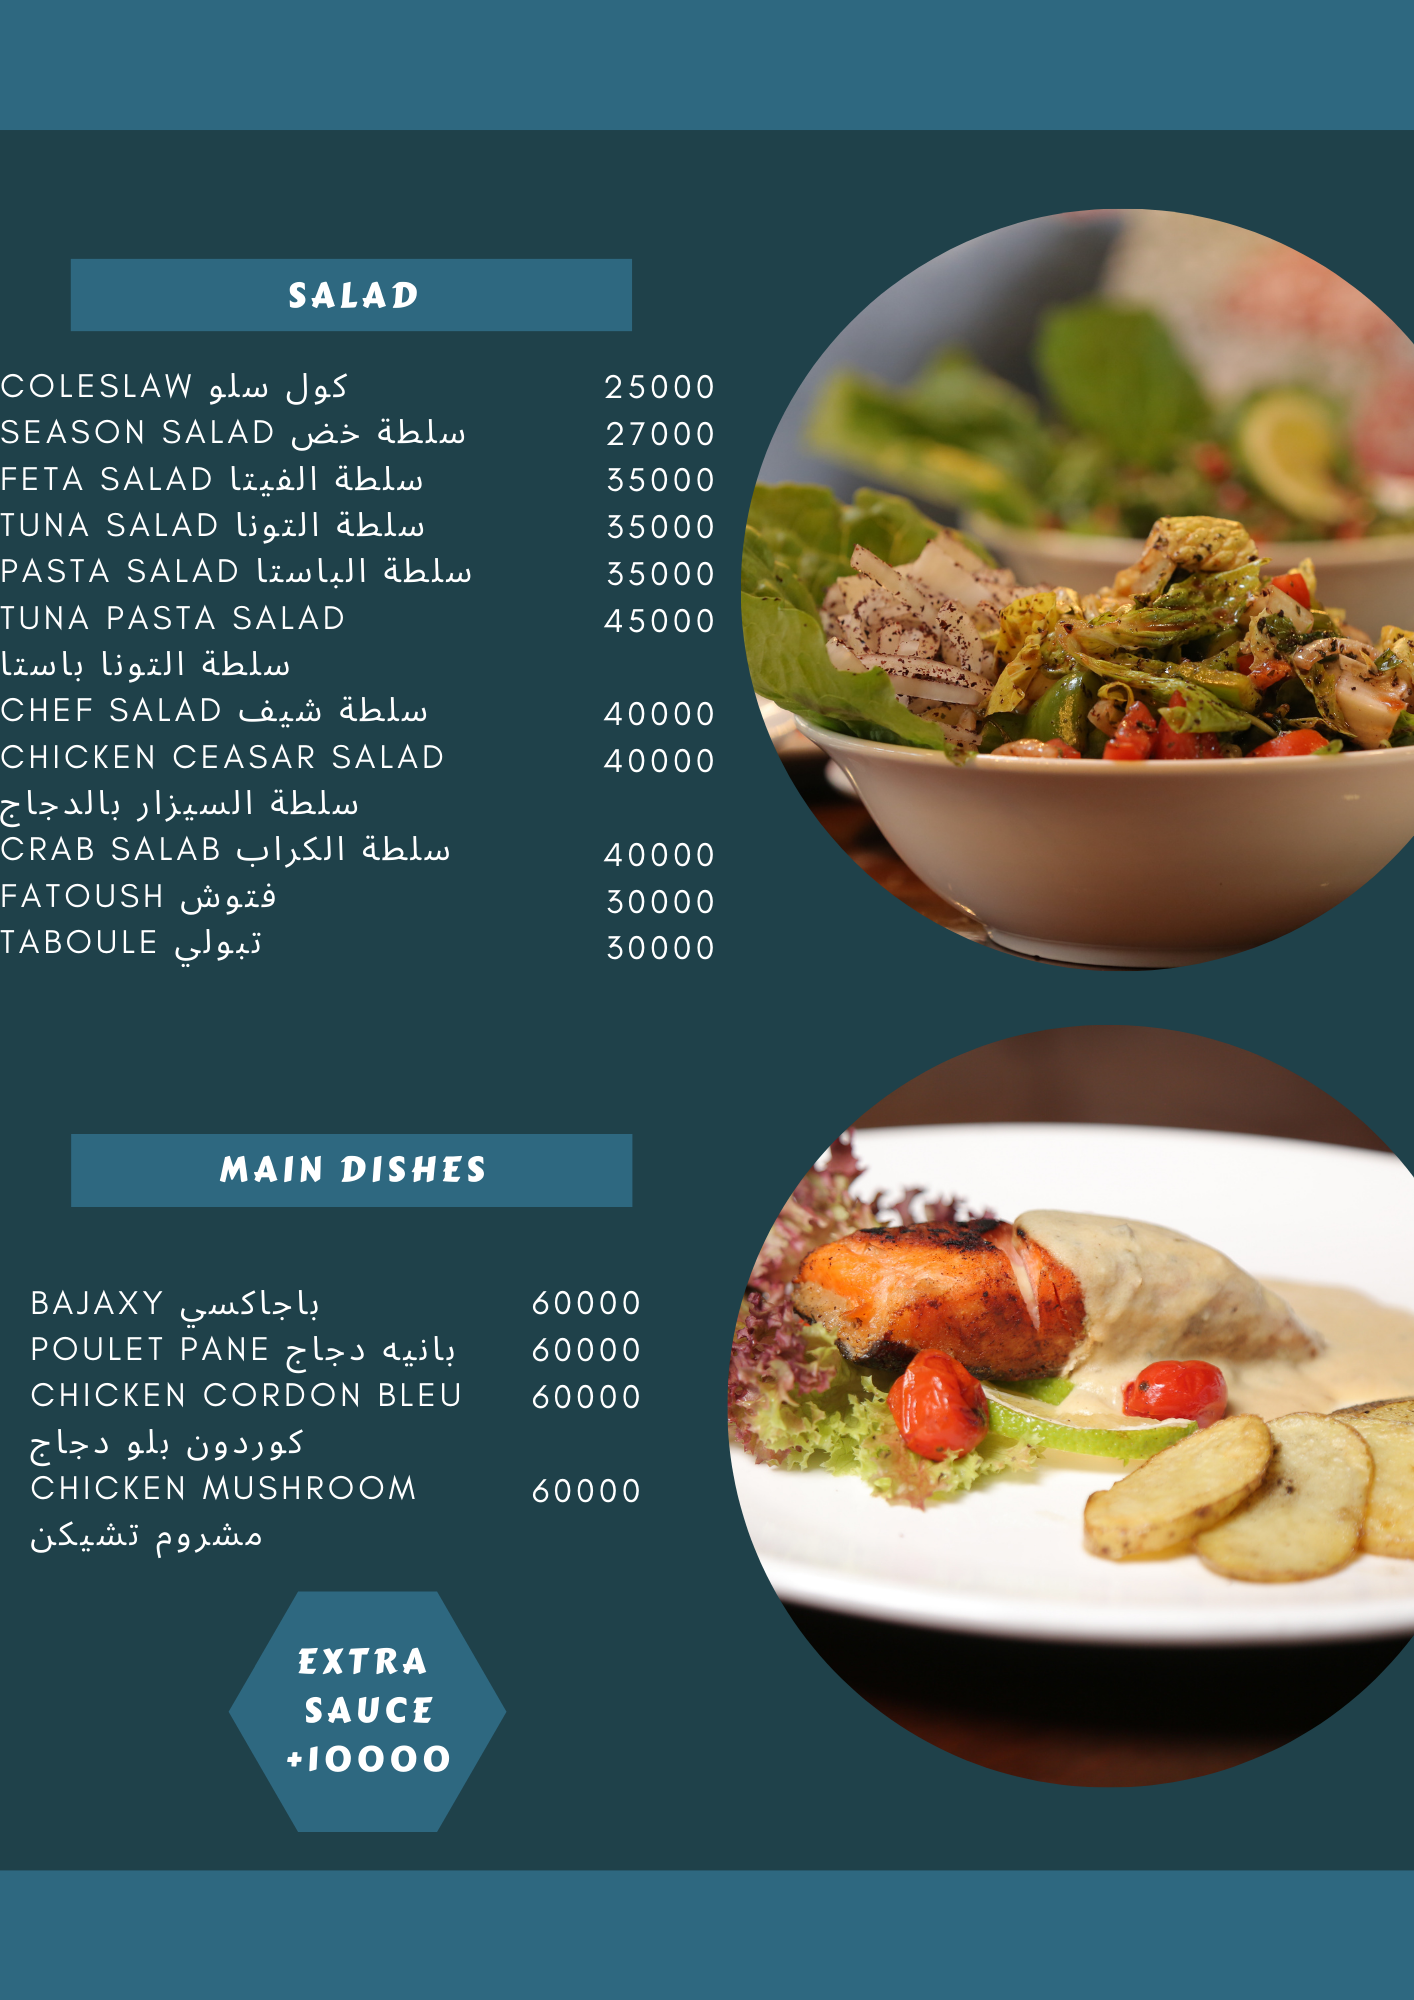 SALAD
COLESLAW كول سلو 25000
SEASON SALAD سلطة خض 27000
FETA SALAD سلطة الفيتا 35000
TUNA SALAD سلطة التونا 35000
PASTA SALAD سلطة الباستا 35000
TUNA PASTA SALAD 45000
سلطة التونا باستا
CHEF SALAD سلطة شيف 40000
CHICKEN CEASAR SALAD 40000
سلطة السيزار بالدجاج
CRAB SALAB سلطة الكراب 40000
FATOUSH فتوش 30000
TABOULE تبولي 30000
MAIN DISHES
BAJAXY باجاكسي 60000
POULET PANE بانيه دجاج 60000
CHICKEN CORDON BLEU 60000
كوردون بلو دجاج
CHICKEN MUSHROOM 60000
مشروم تشيكن
EXTRA
SAUCE
+10000